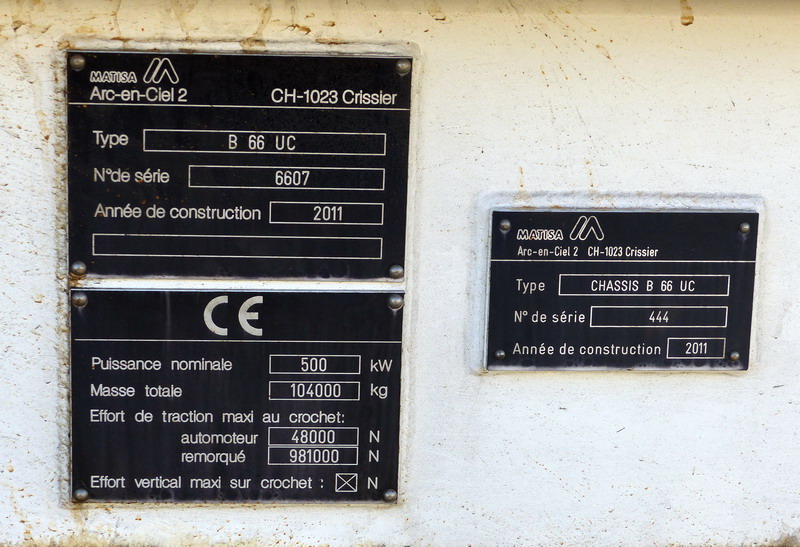 MATISA
Arc-en-Ciel 2 CH-1023 Crissier
Type B 66 UC
N°de série 6607
Année de construction 2011
CE
Puissance nominale 500 kW
Masse totale 104000 kg
Effort de traction maxi au crochet:
automoteur 48000 N
remorqué 981000 N
Effort vertical maxi sur crochet : N
MATISA
Arc-en-Ciel 2 CH-1023 Crissier
Type CHASSIS B 66 UC
N° de série 444
Année de construction 2011